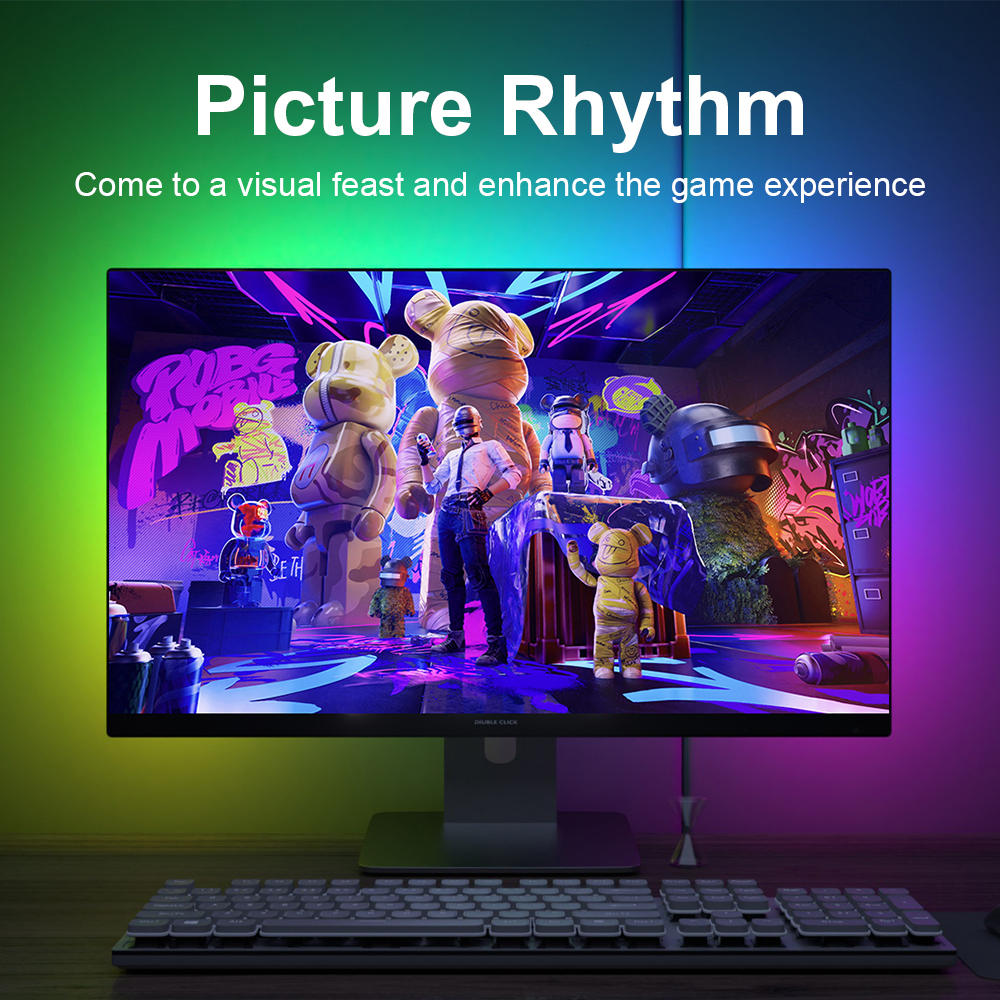 Picture Rhythm
Come to a visual feast and enhance the game experience
PUBG
MOBILE
DOUBLE CLICK